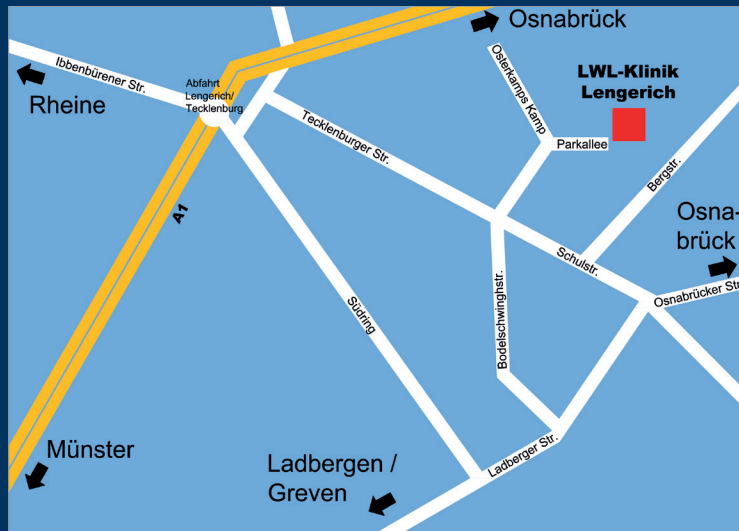 Osnabrück
Ibbenbürener Str.
Rheine
Abfahrt
Lengerich/
Tecklenburg
Osterkamps Kamp
LWL-Klinik
Lengerich
Tecklenburger Str.
Parkallee
Bergstr.
A1
Osna-
brück
Schulstr.
Osnabrücker Str.
Südring
Bodelschwinghstr.
Münster
Ladberger Str.
Ladbergen /
Greven